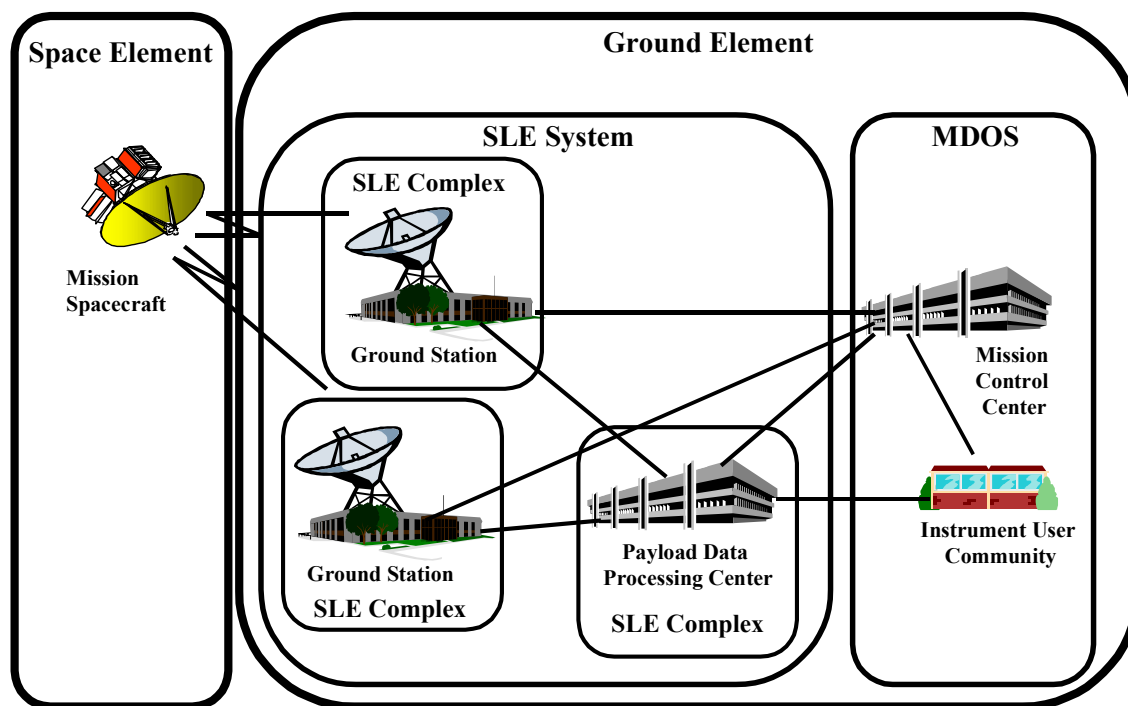 Space Element
Mission
Spacecraft
Ground Element
SLE System
SLE Complex
Ground Station
Ground Station
SLE Complex
Payload Data
Processing Center
SLE Complex
MDOS
Mission
Control
Center
Instrument User
Community